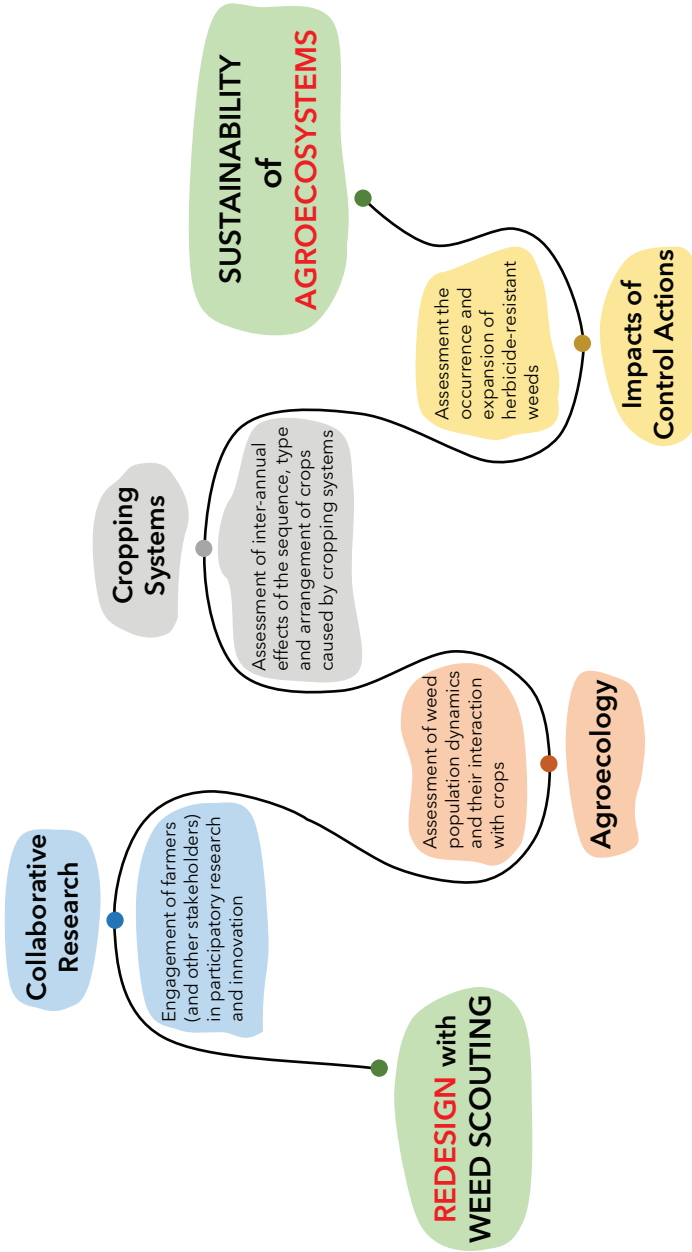 REDESIGN with
WEED SCOUTING
Collaborative
Research
Engagement of farmers
(and other stakeholders)
in participatory research
and innovation
Agroecology
Assessment of weed
population dynamics
and their interaction
with crops
Cropping
Systems
Assessment of inter-annual
effects of the sequence, type
and arrangement of crops
caused by cropping systems
Impacts of
Control Actions
Assessment the
occurrence and
expansion of
herbicide-resistant
weeds
SUSTAINABILITY
of
AGROECOSYSTEMS